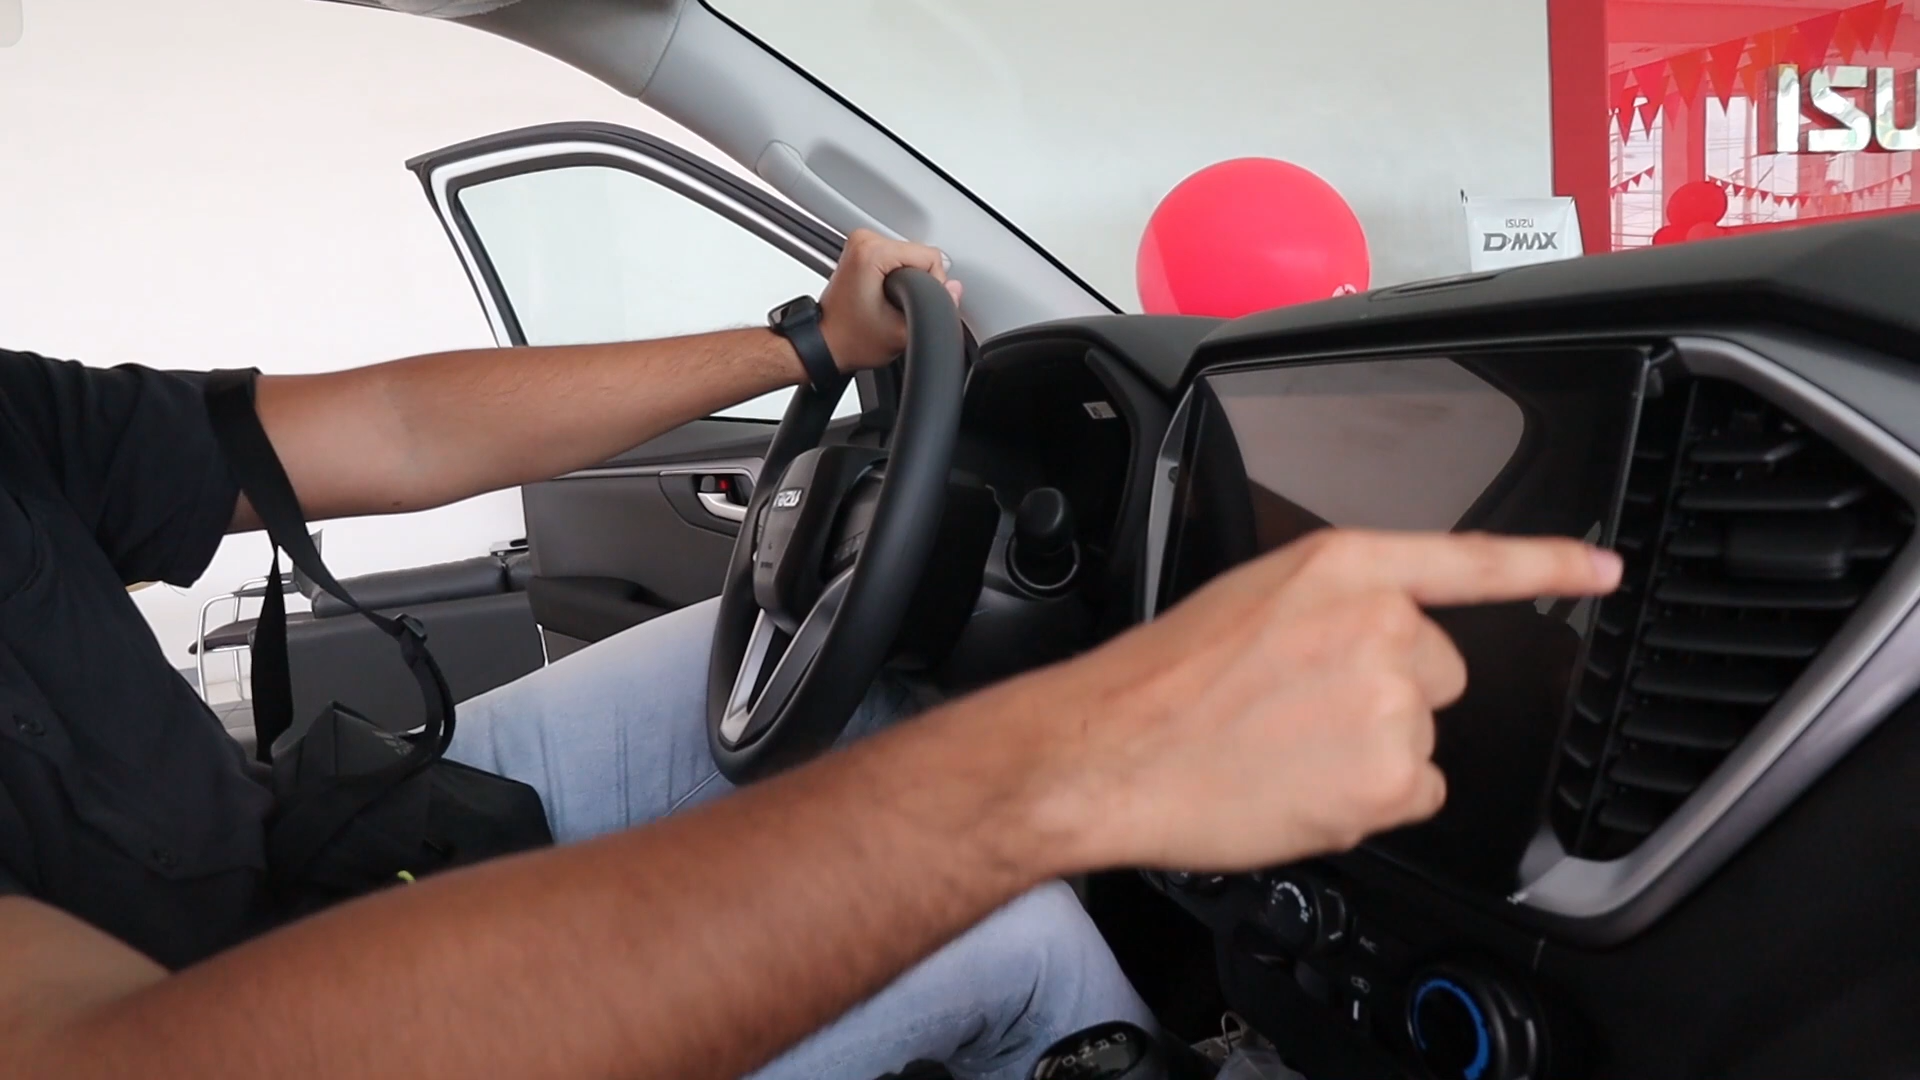 ISU
ISUZU
D-MAX
ISUZU
A/C
P R N D